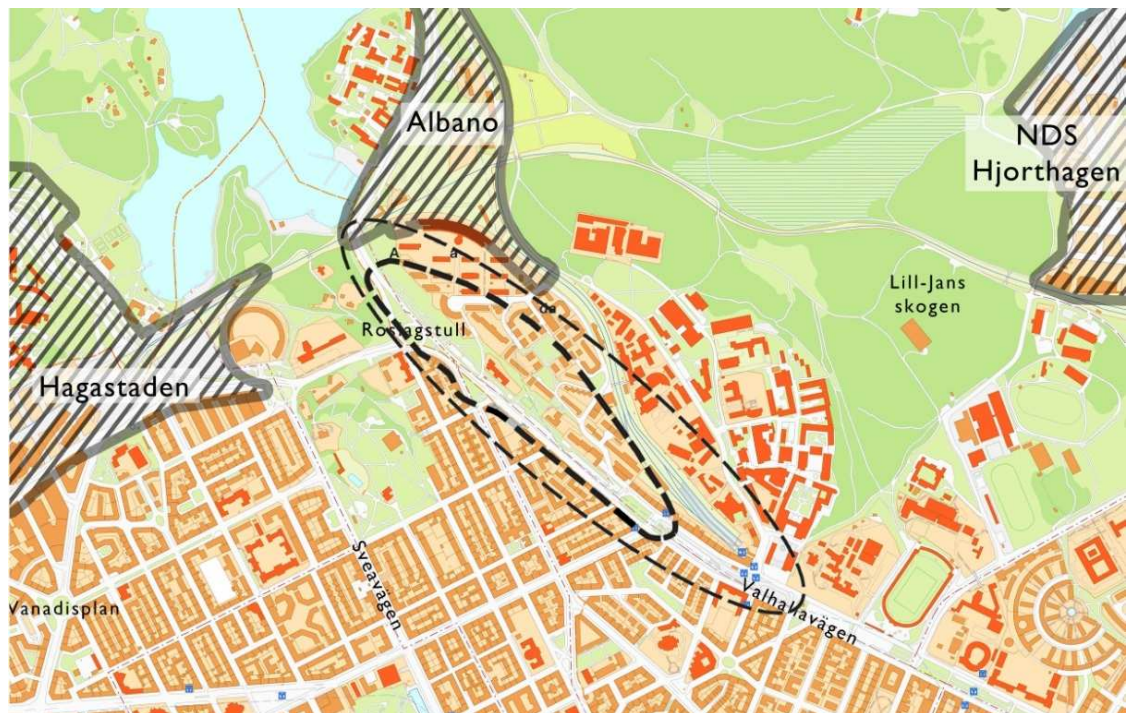 Albano
NDS
Hjorthagen
A
a
Lill-Jans
skogen
Roslagstull
Hagastaden
Sveavägen
Vanadisplan
Valhallavägen